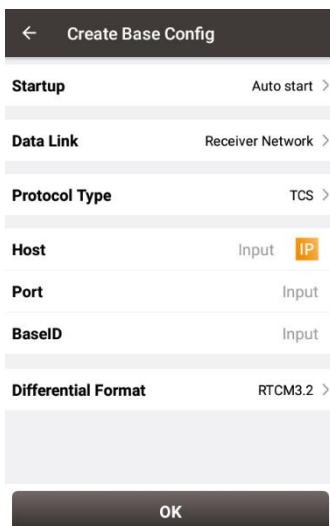 Create Base Config
Startup Auto start
Data Link Receiver Network
Protocol Type TCS
Host Input IP
Port Input
BaseID Input
Differential Format RTCM3.2
OK